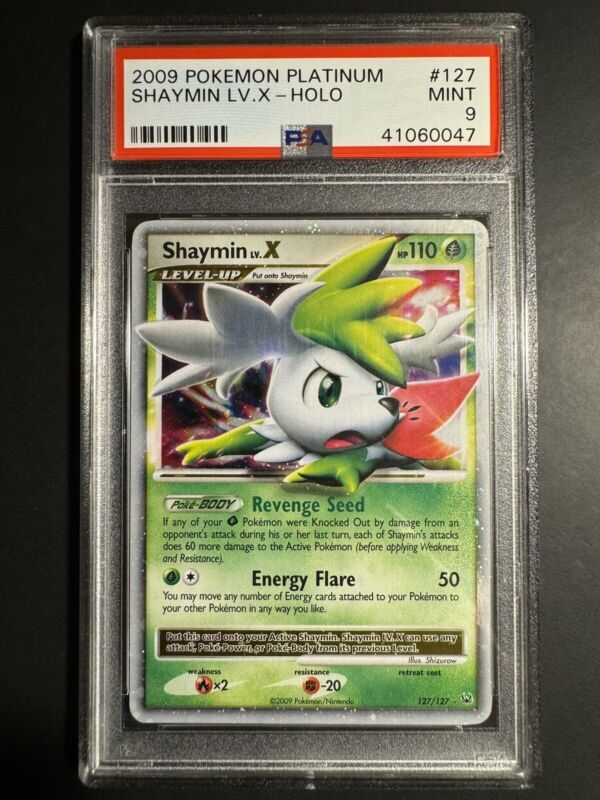 2009 POKEMON PLATINUM #127
SHAYMIN LV.X – HOLO MINT
9
PSA 41060047
Shaymin LV.X HP110
LEVEL-UP Put onto Shaymin
Poké-BODY Revenge Seed
If any of your Pokémon were Knocked Out by damage from an
opponent's attack during his or her last turn, each of Shaymin's attacks
does 60 more damage to the Active Pokémon (before applying Weakness
and Resistance).
Energy Flare 50
You may move any number of Energy cards attached to your Pokémon to
your other Pokémon in any way you like.
Put this card onto your Active Shaymin. Shaymin LV.X can use any
attack, Poké-Power, or Poké-Body from its previous Level.
Illus. Shizurow
weakness resistance retreat cost
×2 -20
©2009 Pokémon/Nintendo 127/127